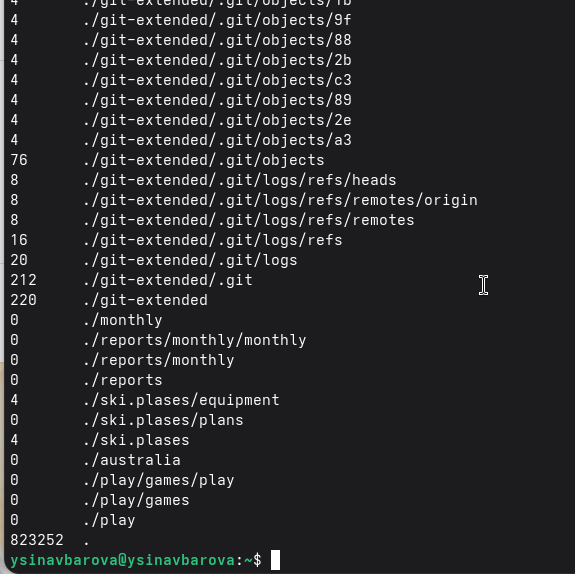 4 ./git-extended/.git/objects/1b
4 ./git-extended/.git/objects/9f
4 ./git-extended/.git/objects/88
4 ./git-extended/.git/objects/2b
4 ./git-extended/.git/objects/c3
4 ./git-extended/.git/objects/89
4 ./git-extended/.git/objects/2e
4 ./git-extended/.git/objects/a3
76 ./git-extended/.git/objects
8 ./git-extended/.git/logs/refs/heads
8 ./git-extended/.git/logs/refs/remotes/origin
8 ./git-extended/.git/logs/refs/remotes
16 ./git-extended/.git/logs/refs
20 ./git-extended/.git/logs
212 ./git-extended/.git
220 ./git-extended
0 ./monthly
0 ./reports/monthly/monthly
0 ./reports/monthly
0 ./reports
4 ./ski.plases/equipment
0 ./ski.plases/plans
4 ./ski.plases
0 ./australia
0 ./play/games/play
0 ./play/games
0 ./play
823252 .
ysinavbarova@ysinavbarova:~$